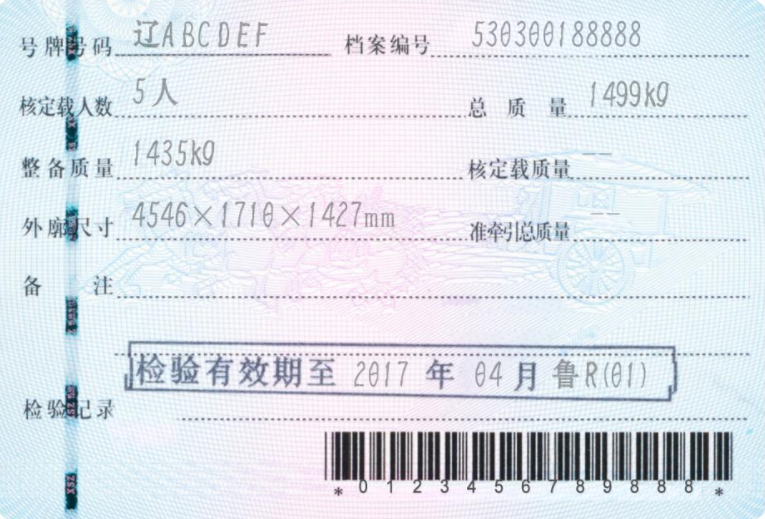 号牌号码 辽ABCDEF 档案编号 530300188888
核定载人数 5人 总质量 1499kg
整备质量 1435kg 核定载质量 --
外廓尺寸 4546×1710×1427mm 准牵引总质量 --
备注
检验有效期至 2017 年 04 月 鲁R(01)
检验记录
*0123456789888*